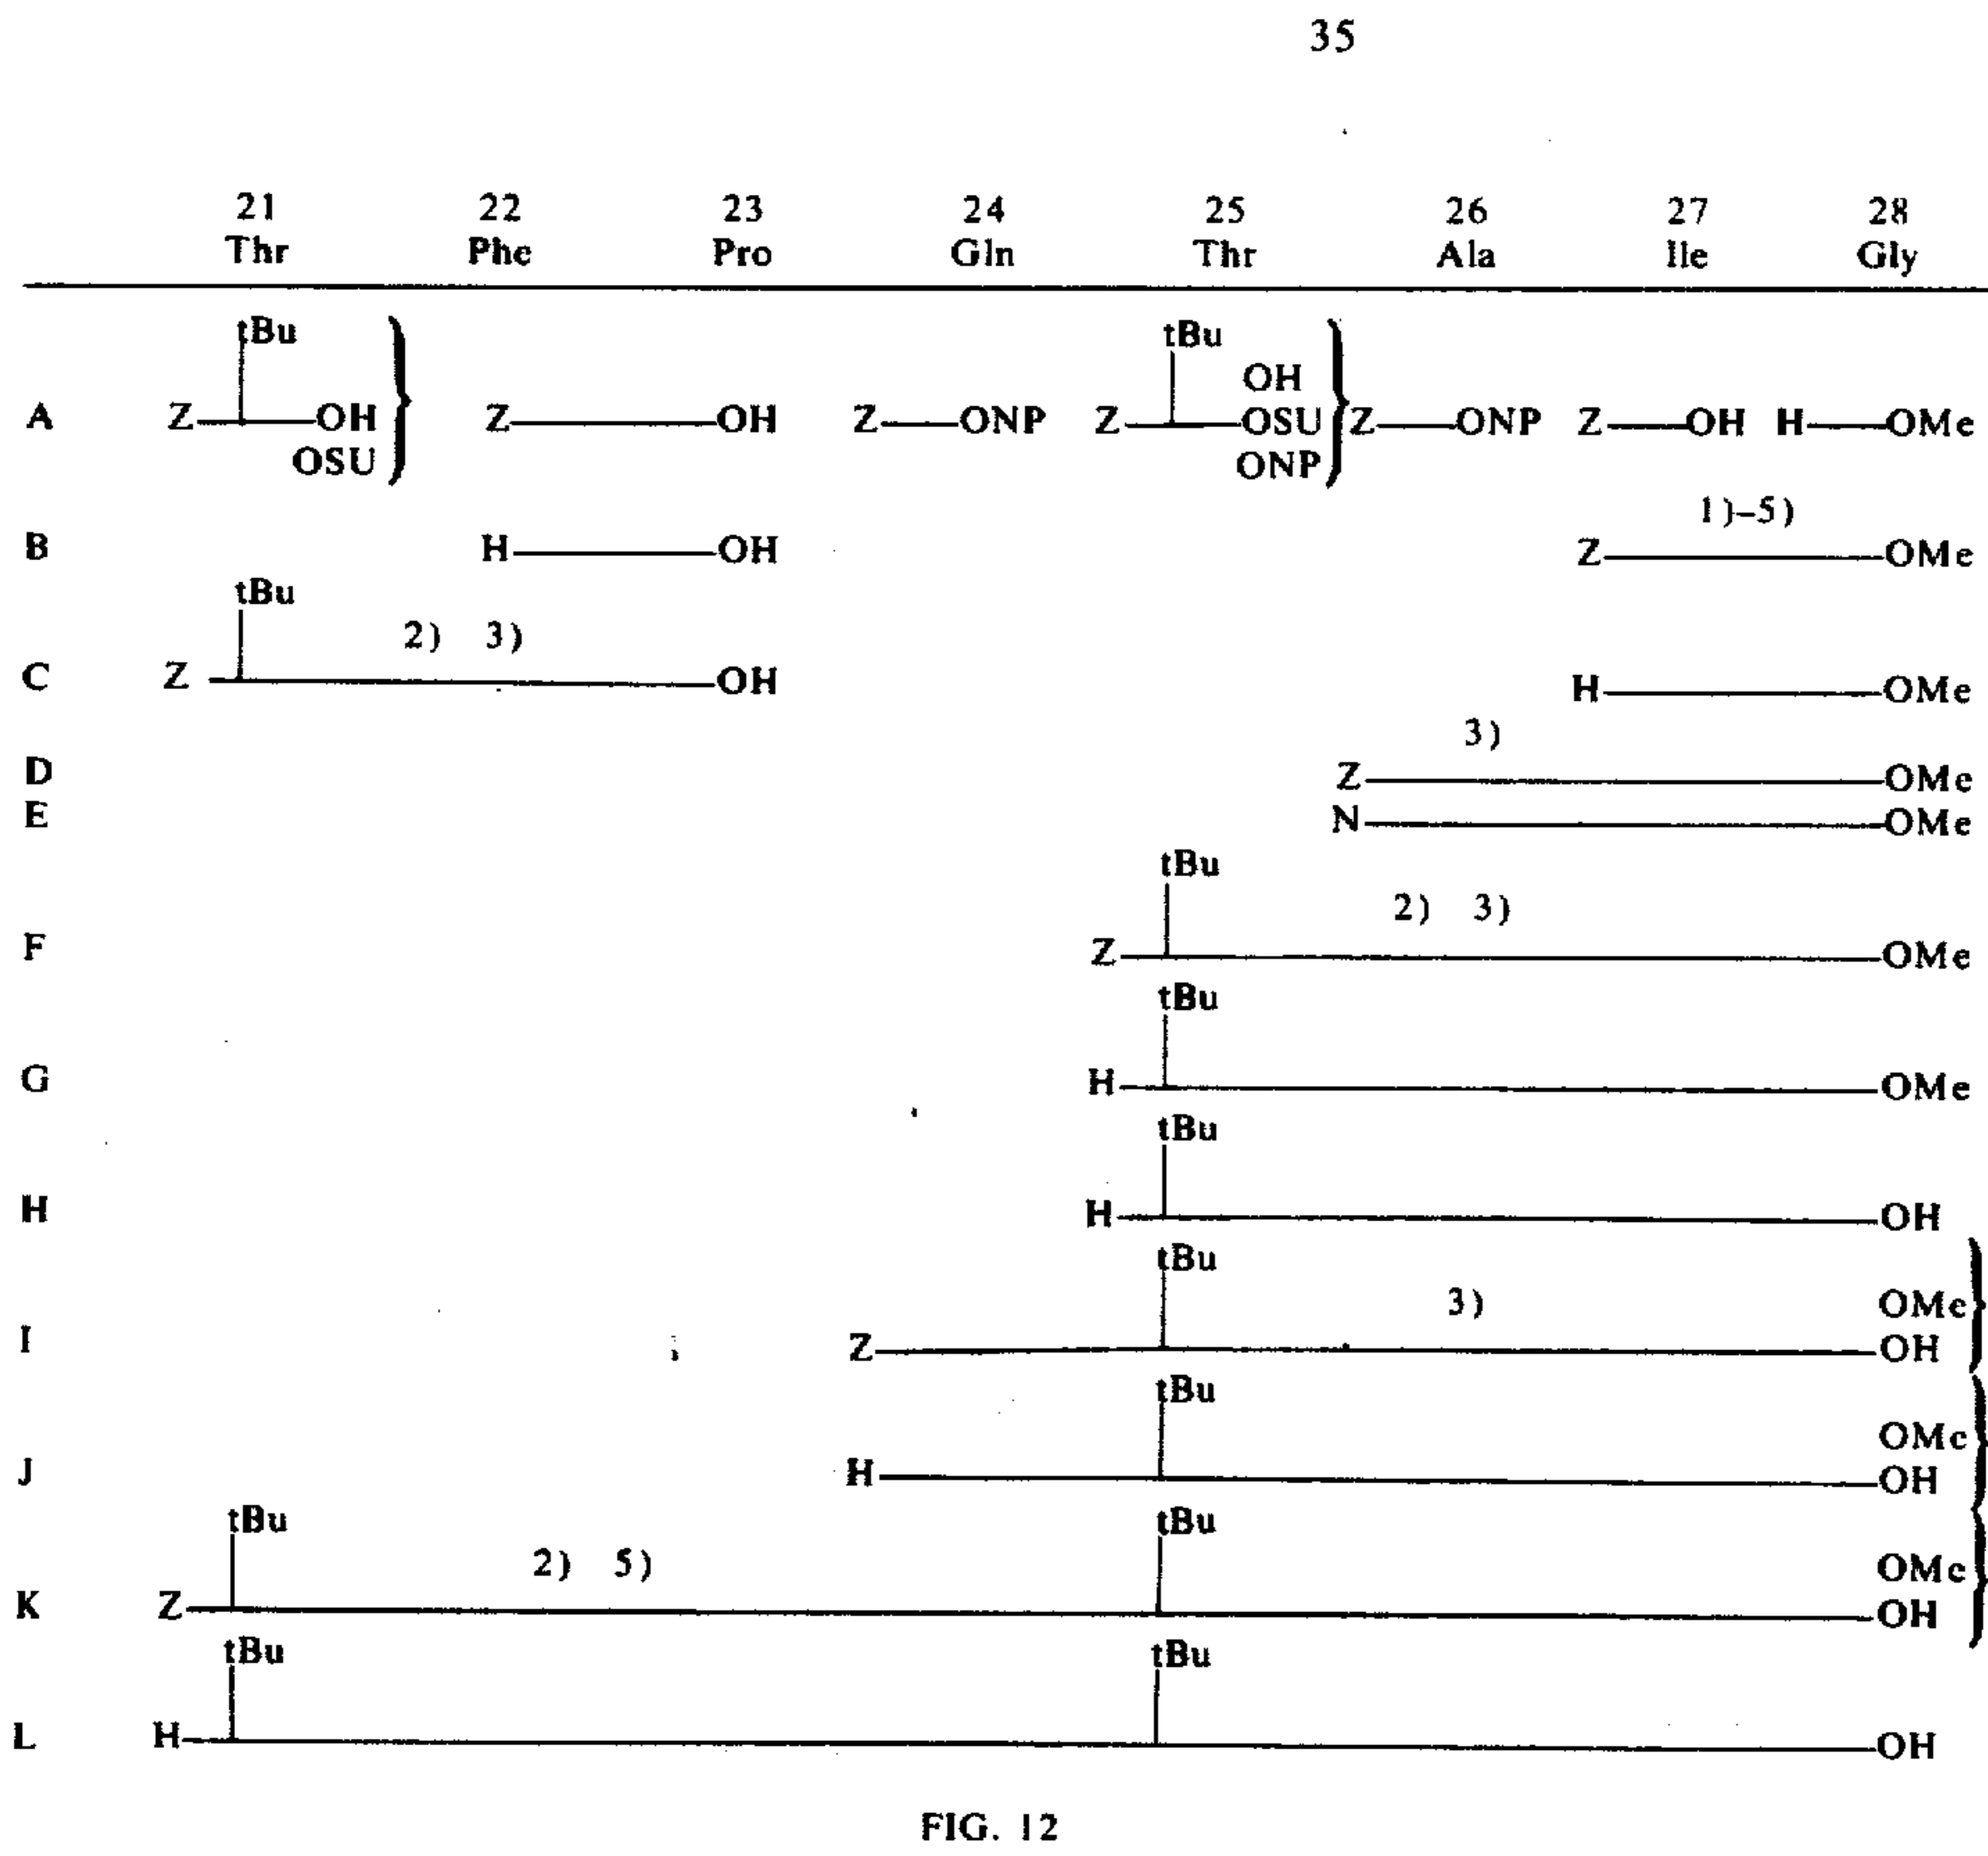 35
21 22 23 24 25 26 27 28
Thr Phe Pro Gln Thr Ala Ile Gly
tBu tBu
OH
A Z OH Z OH Z ONP Z OSU Z ONP Z OH H OMe
OSU ONP
1)–5)
B H OH Z OMe
tBu
2) 3)
C Z OH H OMe
3)
D Z OMe
E N OMe
tBu
2) 3)
F Z OMe
tBu
G H OMe
tBu
H H OH
tBu
3) OMe
I Z OH
tBu
OMe
J H OH
tBu tBu
2) 5) OMe
K Z OH
tBu tBu
L H OH
FIG. 12